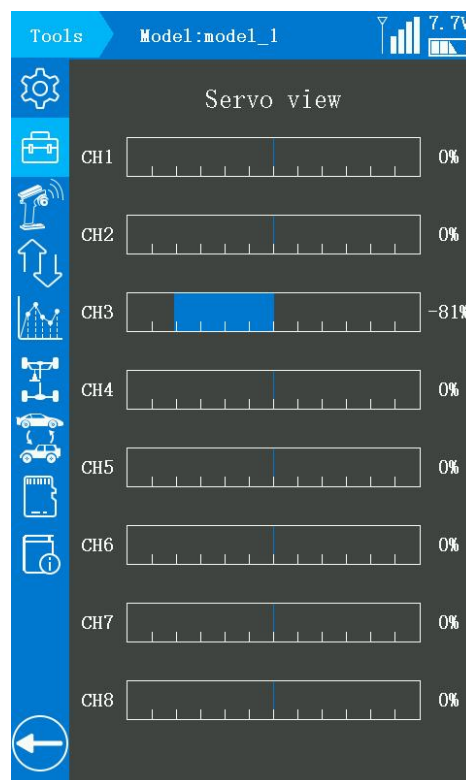 Tools Model:model_1 7.7V
Servo view
CH1 0%
CH2 0%
CH3 -81%
CH4 0%
CH5 0%
CH6 0%
CH7 0%
CH8 0%